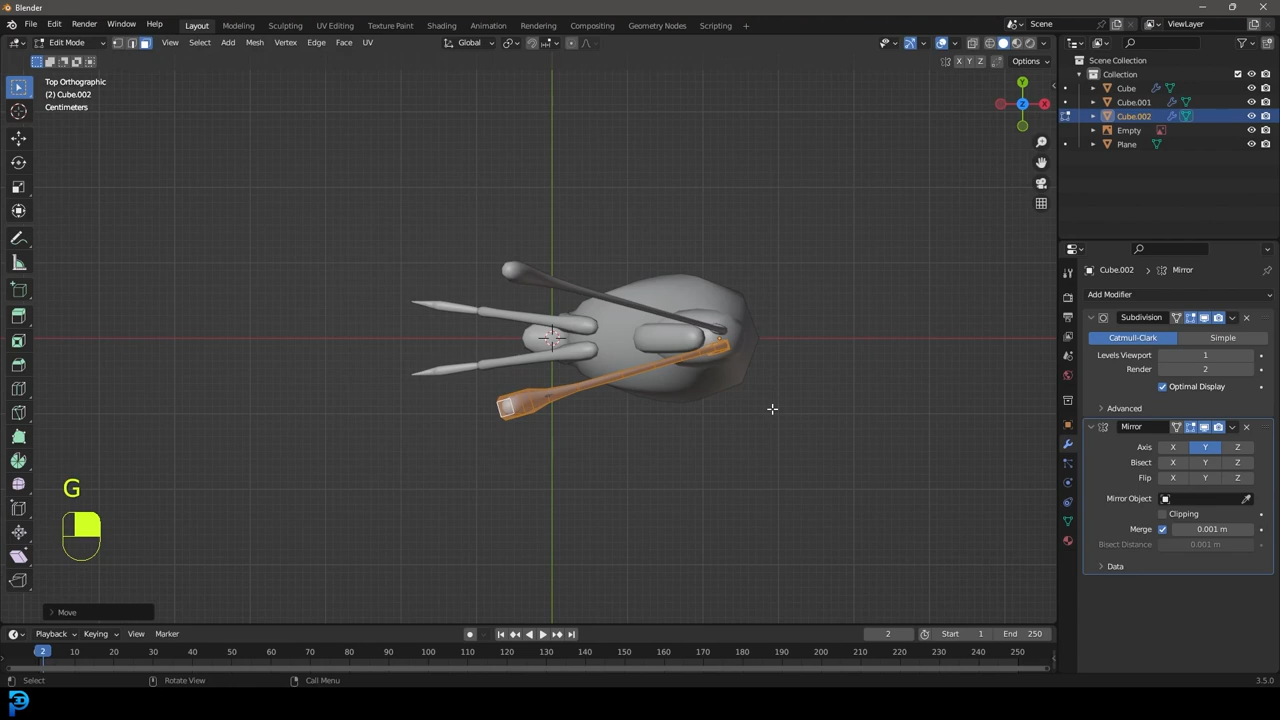 Blender
File Edit Render Window Help Layout Modeling Sculpting UV Editing Texture Paint Shading Animation Rendering Compositing Geometry Nodes Scripting + Scene ViewLayer
Edit Mode View Select Add Mesh Vertex Edge Face UV Global
X Y Z Options
Top Orthographic
(2) Cube.002
Centimeters
Y
Z
X
G
Move
Scene Collection
Collection
Cube
Cube.001
Cube.002
Empty
Plane
Cube.002 > Mirror
Add Modifier
Subdivision
Catmull-Clark Simple
Levels Viewport 1
Render 2
Optimal Display
Advanced
Mirror
Axis X Y Z
Bisect X Y Z
Flip X Y Z
Mirror Object
Clipping
Merge 0.001 m
Bisect Distance 0.001 m
Data
Playback Keying View Marker 2 Start 1 End 250
2 10 20 30 40 50 60 70 80 90 100 110 120 130 140 150 160 170 180 190 200 210 220 230 240 250
Select Rotate View Call Menu 3.5.0